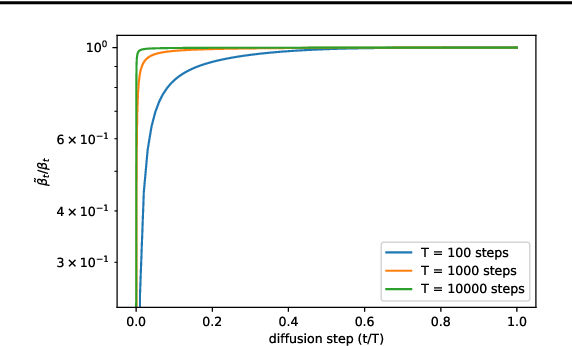 10⁰
6 × 10⁻¹
4 × 10⁻¹
3 × 10⁻¹
β̃ₜ/βₜ
T = 100 steps
T = 1000 steps
T = 10000 steps
0.0 0.2 0.4 0.6 0.8 1.0
diffusion step (t/T)